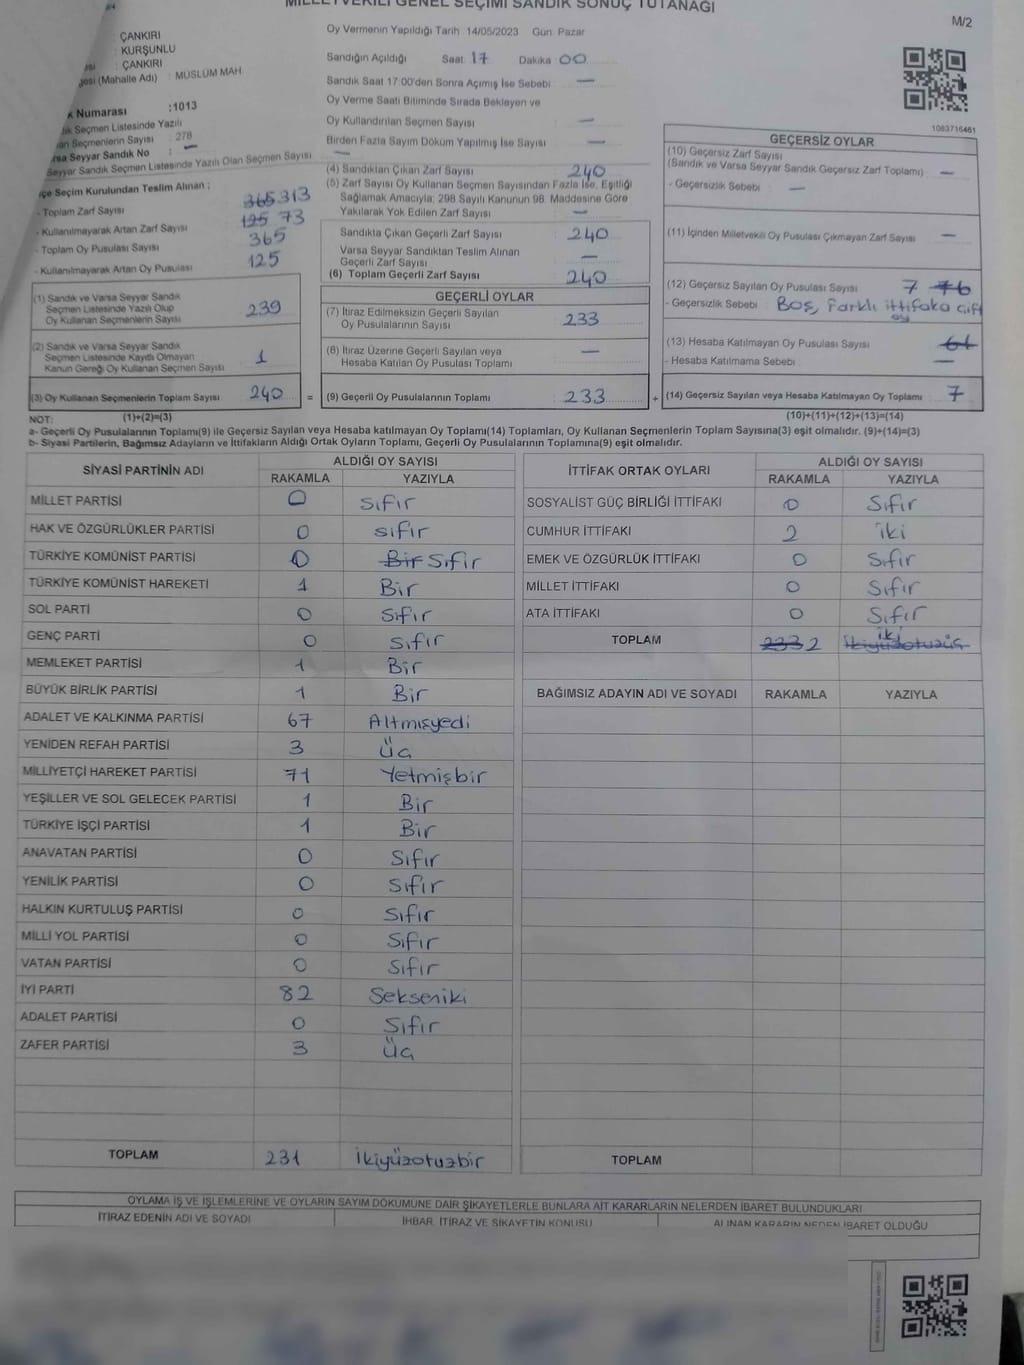 MİLLETVEKİLİ GENEL SEÇİMİ SANDIK SONUÇ TUTANAĞI
M/2
ÇANKIRI
KURŞUNLU
ÇANKIRI
(Mahalle Adı) : MÜSLÜM MAH.
Numarası :1013
Seçmen Listesinde Yazılı
Seçmenlerin Sayısı : 278
Seyyar Sandık No : —
Seyyar Sandık Seçmen Listesinde Yazılı Olan Seçmen Sayısı —
Seçim Kurulundan Teslim Alınan :
- Toplam Zarf Sayısı 365 313
- Kullanılmayarak Artan Zarf Sayısı 125 73
- Toplam Oy Pusulası Sayısı 365
- Kullanılmayarak Artan Oy Pusulası 125
(1) Sandık ve Varsa Seyyar Sandık
Seçmen Listesinde Yazılı Olup
Oy Kullanan Seçmenlerin Sayısı 239
(2) Sandık ve Varsa Seyyar Sandık
Seçmen Listesinde Kayıtlı Olmayan
Kanun Gereği Oy Kullanan Seçmen Sayısı 1
(3) Oy Kullanan Seçmenlerin Toplam Sayısı 240 =
Oy Vermenin Yapıldığı Tarih 14/05/2023 Gün: Pazar
Sandığın Açıldığı Saat: 17 Dakika: 00
Sandık Saat 17:00'den Sonra Açımış İse Sebebi —
Oy Verme Saati Bitiminde Sırada Bekleyen ve
Oy Kullandırılan Seçmen Sayısı —
Birden Fazla Sayım Döküm Yapılmış İse Sayısı —
(4) Sandıktan Çıkan Zarf Sayısı 240
(5) Zarf Sayısı Oy Kullanan Seçmen Sayısından Fazla İse, Eşitliği
Sağlamak Amacıyla; 298 Sayılı Kanunun 98. Maddesine Göre
Yakılarak Yok Edilen Zarf Sayısı —
Sandıkta Çıkan Geçerli Zarf Sayısı 240
Varsa Seyyar Sandıktan Teslim Alınan
Geçerli Zarf Sayısı —
(6) Toplam Geçerli Zarf Sayısı 240
GEÇERLİ OYLAR
(7) İtiraz Edilmeksizin Geçerli Sayılan
Oy Pusulalarının Sayısı 233
(8) İtiraz Üzerine Geçerli Sayılan veya
Hesaba Katılan Oy Pusulası Toplamı —
(9) Geçerli Oy Pusulalarının Toplamı 233 +
1083716461
GEÇERSİZ OYLAR
(10) Geçersiz Zarf Sayısı
(Sandık ve Varsa Seyyar Sandık Geçersiz Zarf Toplamı) —
- Geçersizlik Sebebi : —
(11) İçinden Milletvekili Oy Pusulası Çıkmayan Zarf Sayısı —
(12) Geçersiz Sayılan Oy Pusulası Sayısı 7
- Geçersizlik Sebebi : Boş, Farklı ittifaka çift
oy
(13) Hesaba Katılmayan Oy Pusulası Sayısı
- Hesaba Katılmama Sebebi : —
(14) Geçersiz Sayılan veya Hesaba Katılmayan Oy Toplamı 7
NOT: (1)+(2)=(3) (10)+(11)+(12)+(13)=(14)
a- Geçerli Oy Pusulalarının Toplamı(9) ile Geçersiz Sayılan veya Hesaba katılmayan Oy Toplamı(14) Toplamları, Oy Kullanan Seçmenlerin Toplam Sayısına(3) eşit olmalıdır. (9)+(14)=(3)
b- Siyasi Partilerin, Bağımsız Adayların ve İttifakların Aldığı Ortak Oyların Toplamı, Geçerli Oy Pusulalarının Toplamına(9) eşit olmalıdır.
SİYASİ PARTİNİN ADI ALDIĞI OY SAYISI
RAKAMLA YAZIYLA
MİLLET PARTİSİ 0 Sıfır
HAK VE ÖZGÜRLÜKLER PARTİSİ 0 sıfır
TÜRKİYE KOMÜNİST PARTİSİ 0 Bir Sıfır
TÜRKİYE KOMÜNİST HAREKETİ 1 Bir
SOL PARTİ 0 Sıfır
GENÇ PARTİ 0 Sıfır
MEMLEKET PARTİSİ 1 Bir
BÜYÜK BİRLİK PARTİSİ 1 Bir
ADALET VE KALKINMA PARTİSİ 67 Altmışyedi
YENİDEN REFAH PARTİSİ 3 Üç
MİLLİYETÇİ HAREKET PARTİSİ 71 Yetmişbir
YEŞİLLER VE SOL GELECEK PARTİSİ 1 Bir
TÜRKİYE İŞÇİ PARTİSİ 1 Bir
ANAVATAN PARTİSİ 0 Sıfır
YENİLİK PARTİSİ 0 Sıfır
HALKIN KURTULUŞ PARTİSİ 0 Sıfır
MİLLİ YOL PARTİSİ 0 Sıfır
VATAN PARTİSİ 0 Sıfır
İYİ PARTİ 82 Sekseniki
ADALET PARTİSİ 0 Sıfır
ZAFER PARTİSİ 3 Üç
TOPLAM 231 İkiyüzotuzbir
İTTİFAK ORTAK OYLARI ALDIĞI OY SAYISI
RAKAMLA YAZIYLA
SOSYALİST GÜÇ BİRLİĞİ İTTİFAKI 0 Sıfır
CUMHUR İTTİFAKI 2 iki
EMEK VE ÖZGÜRLÜK İTTİFAKI 0 Sıfır
MİLLET İTTİFAKI 0 Sıfır
ATA İTTİFAKI 0 Sıfır
TOPLAM 233 2 ikiyüzotuzüç iki
BAĞIMSIZ ADAYIN ADI VE SOYADI RAKAMLA YAZIYLA
TOPLAM
OYLAMA İŞ VE İŞLEMLERİNE VE OYLARIN SAYIM DÖKÜMÜNE DAİR ŞİKAYETLERLE BUNLARA AİT KARARLARIN NELERDEN İBARET BULUNDUKLARI
İTİRAZ EDENİN ADI VE SOYADI İHBAR, İTİRAZ VE ŞİKAYETİN KONUSU ALINAN KARARIN NEDEN İBARET OLDUĞU